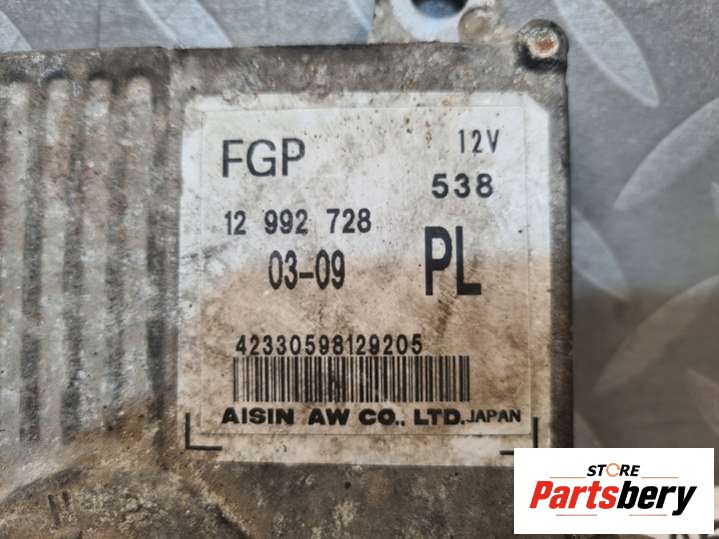 FGP 12V
538
12 992 728
03-09 PL
42330598129205
AISIN AW CO., LTD. JAPAN
STORE
Partsbery